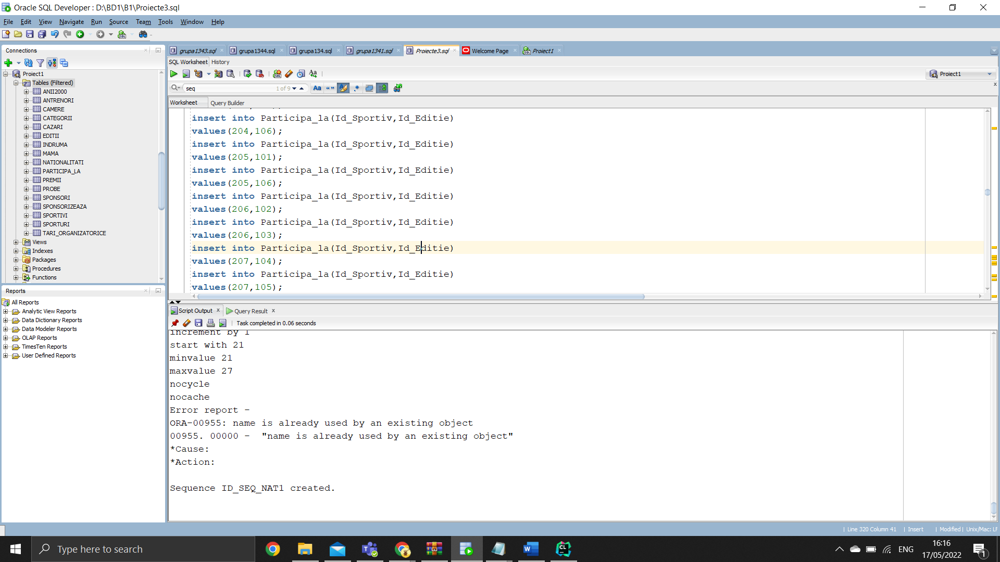 Oracle SQL Developer : D:\BD1\B1\Proiecte3.sql
File Edit View Navigate Run Source Team Tools Window Help
Connections
Proiect1
Tables (Filtered)
ANII2000
ANTRENORI
CAMERE
CATEGORII
CAZARI
EDITII
INDRUMA
MAMA
NATIONALITATI
PARTICIPA_LA
PREMII
PROBE
SPONSORI
SPONSORIZEAZA
SPORTIVI
SPORTURI
TARI_ORGANIZATORICE
Views
Indexes
Packages
Procedures
Functions
Reports
All Reports
Analytic View Reports
Data Dictionary Reports
Data Modeler Reports
OLAP Reports
TimesTen Reports
User Defined Reports
grupa1343.sql grupa1344.sql grupa134.sql grupa1341.sql Proiecte3.sql Welcome Page Proiect1
SQL Worksheet History
Proiect1
seq 1 of 9
Worksheet Query Builder
insert into Participa_la(Id_Sportiv,Id_Editie)
values(204,106);
insert into Participa_la(Id_Sportiv,Id_Editie)
values(205,101);
insert into Participa_la(Id_Sportiv,Id_Editie)
values(205,106);
insert into Participa_la(Id_Sportiv,Id_Editie)
values(206,102);
insert into Participa_la(Id_Sportiv,Id_Editie)
values(206,103);
insert into Participa_la(Id_Sportiv,Id_Editie)
values(207,104);
insert into Participa_la(Id_Sportiv,Id_Editie)
values(207,105);
Script Output Query Result
Task completed in 0.06 seconds
increment by 1
start with 21
minvalue 21
maxvalue 27
nocycle
nocache
Error report -
ORA-00955: name is already used by an existing object
00955. 00000 - "name is already used by an existing object"
*Cause:
*Action:
Sequence ID_SEQ_NAT1 created.
Line 320 Column 41 Insert Modified Unix/Mac: LF
Type here to search
ENG
16:16
17/05/2022
1